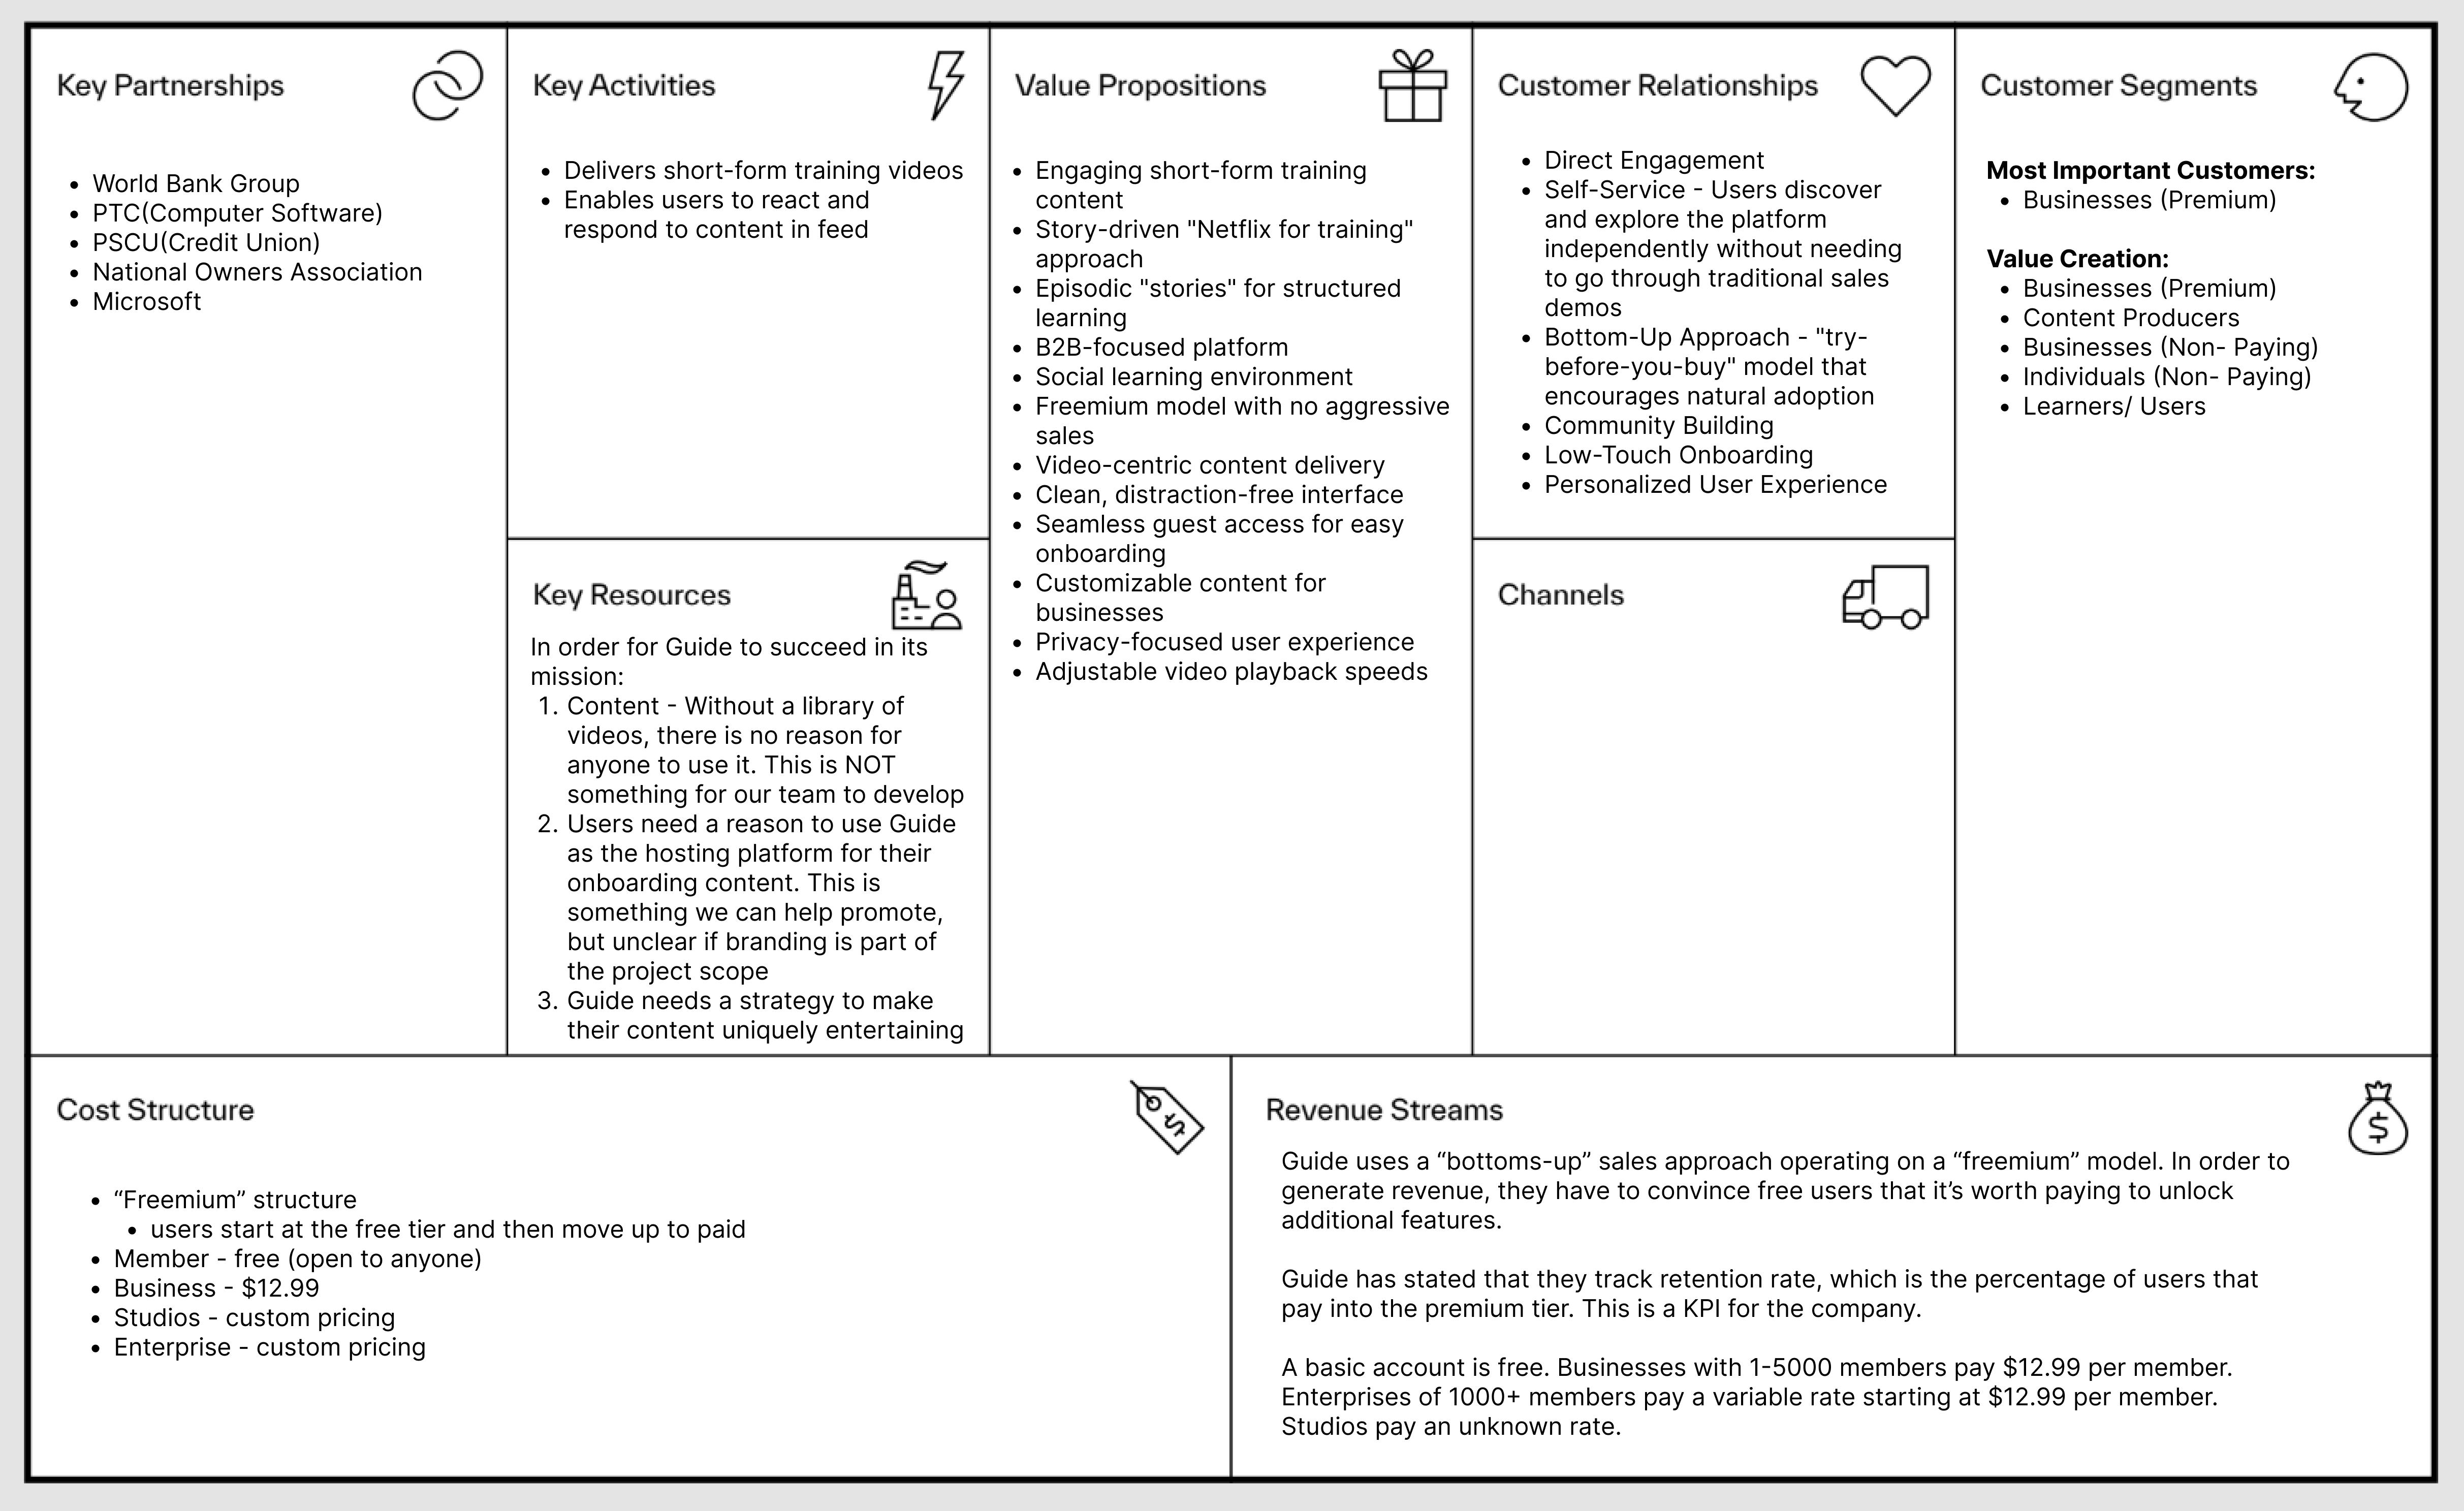 Key Partnerships
• World Bank Group
• PTC(Computer Software)
• PSCU(Credit Union)
• National Owners Association
• Microsoft
Key Activities
• Delivers short-form training videos
• Enables users to react and
respond to content in feed
Key Resources
In order for Guide to succeed in its
mission:
1. Content - Without a library of
videos, there is no reason for
anyone to use it. This is NOT
something for our team to develop
2. Users need a reason to use Guide
as the hosting platform for their
onboarding content. This is
something we can help promote,
but unclear if branding is part of
the project scope
3. Guide needs a strategy to make
their content uniquely entertaining
Value Propositions
• Engaging short-form training
content
• Story-driven "Netflix for training"
approach
• Episodic "stories" for structured
learning
• B2B-focused platform
• Social learning environment
• Freemium model with no aggressive
sales
• Video-centric content delivery
• Clean, distraction-free interface
• Seamless guest access for easy
onboarding
• Customizable content for
businesses
• Privacy-focused user experience
• Adjustable video playback speeds
Customer Relationships
• Direct Engagement
• Self-Service - Users discover
and explore the platform
independently without needing
to go through traditional sales
demos
• Bottom-Up Approach - "try-
before-you-buy" model that
encourages natural adoption
• Community Building
• Low-Touch Onboarding
• Personalized User Experience
Channels
Customer Segments
Most Important Customers:
• Businesses (Premium)
Value Creation:
• Businesses (Premium)
• Content Producers
• Businesses (Non- Paying)
• Individuals (Non- Paying)
• Learners/ Users
Cost Structure
$
• “Freemium” structure
• users start at the free tier and then move up to paid
• Member - free (open to anyone)
• Business - $12.99
• Studios - custom pricing
• Enterprise - custom pricing
Revenue Streams
$
Guide uses a “bottoms-up” sales approach operating on a “freemium” model. In order to
generate revenue, they have to convince free users that it’s worth paying to unlock
additional features.
Guide has stated that they track retention rate, which is the percentage of users that
pay into the premium tier. This is a KPI for the company.
A basic account is free. Businesses with 1-5000 members pay $12.99 per member.
Enterprises of 1000+ members pay a variable rate starting at $12.99 per member.
Studios pay an unknown rate.